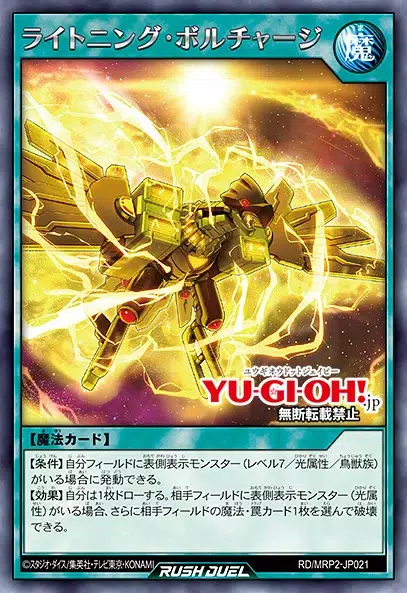 ライトニング・ボルチャージ
魔
ユウギオウドットジェイピー
YU-GI-OH!.jp
無断転載禁止
【魔法カード】
【条件】自分フィールドに表側表示モンスター（レベル7／光属性／鳥獣族）
がいる場合に発動できる。
【効果】自分は1枚ドローする。相手フィールドに表側表示モンスター（光属
性）がいる場合、さらに相手フィールドの魔法・罠カード1枚を選んで破壊
できる。
©スタジオ・ダイス/集英社・テレビ東京・KONAMI
RUSH DUEL
RD/MRP2-JP021